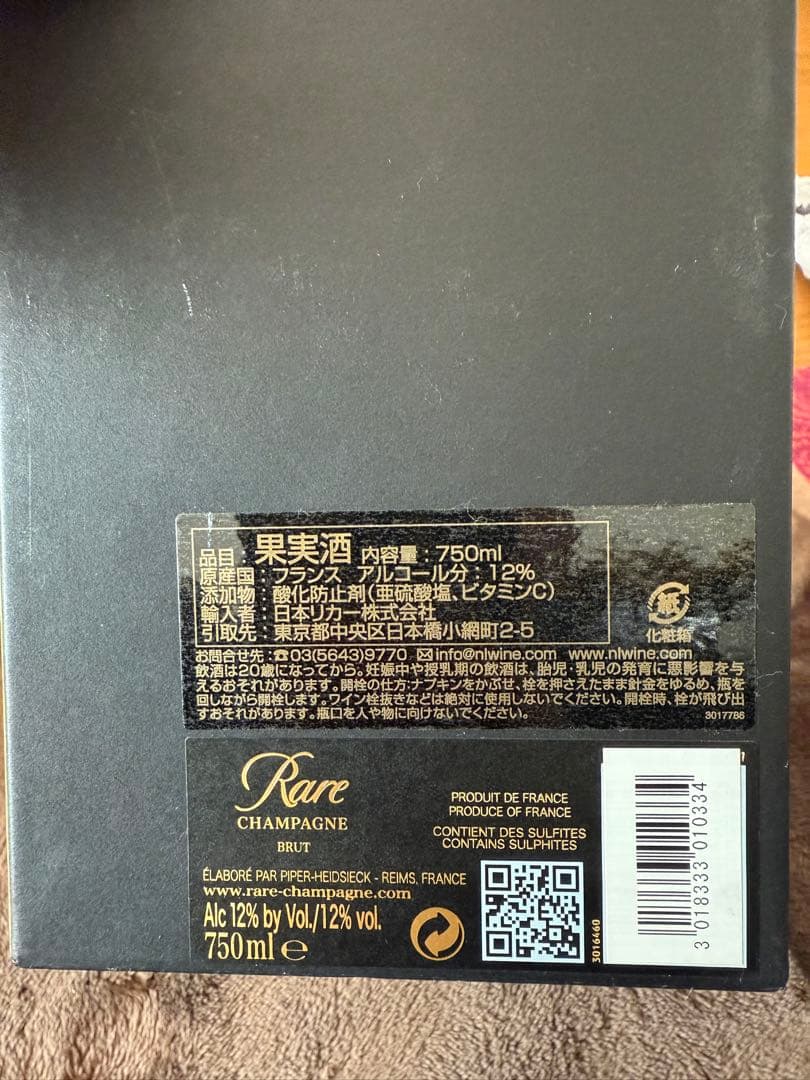 品目:果実酒 内容量:750ml
原産国:フランス アルコール分:12%
添加物:酸化防止剤(亜硫酸塩、ビタミンC)
輸入者:日本リカー株式会社
引取先:東京都中央区日本橋小網町2-5
紙
化粧箱
お問合せ先:☎03(5643)9770 ✉info@nlwine.com www.nlwine.com
飲酒は20歳になってから。妊娠中や授乳期の飲酒は、胎児・乳児の発育に悪影響を与
えるおそれがあります。開栓の仕方:ナプキンをかぶせ、栓を押さえたまま針金をゆるめ、瓶を
回しながら開栓します。ワイン栓抜きなどは絶対に使用しないでください。開栓時、栓が飛び出
すおそれがあります。瓶口を人や物に向けないでください。
3017786
Rare
CHAMPAGNE
BRUT
ÉLABORÉ PAR PIPER-HEIDSIECK - REIMS, FRANCE
www.rare-champagne.com
Alc 12% by Vol./12% vol.
750ml e
PRODUIT DE FRANCE
PRODUCE OF FRANCE
CONTIENT DES SULFITES
CONTAINS SULPHITES
3016460
3 018333 010334